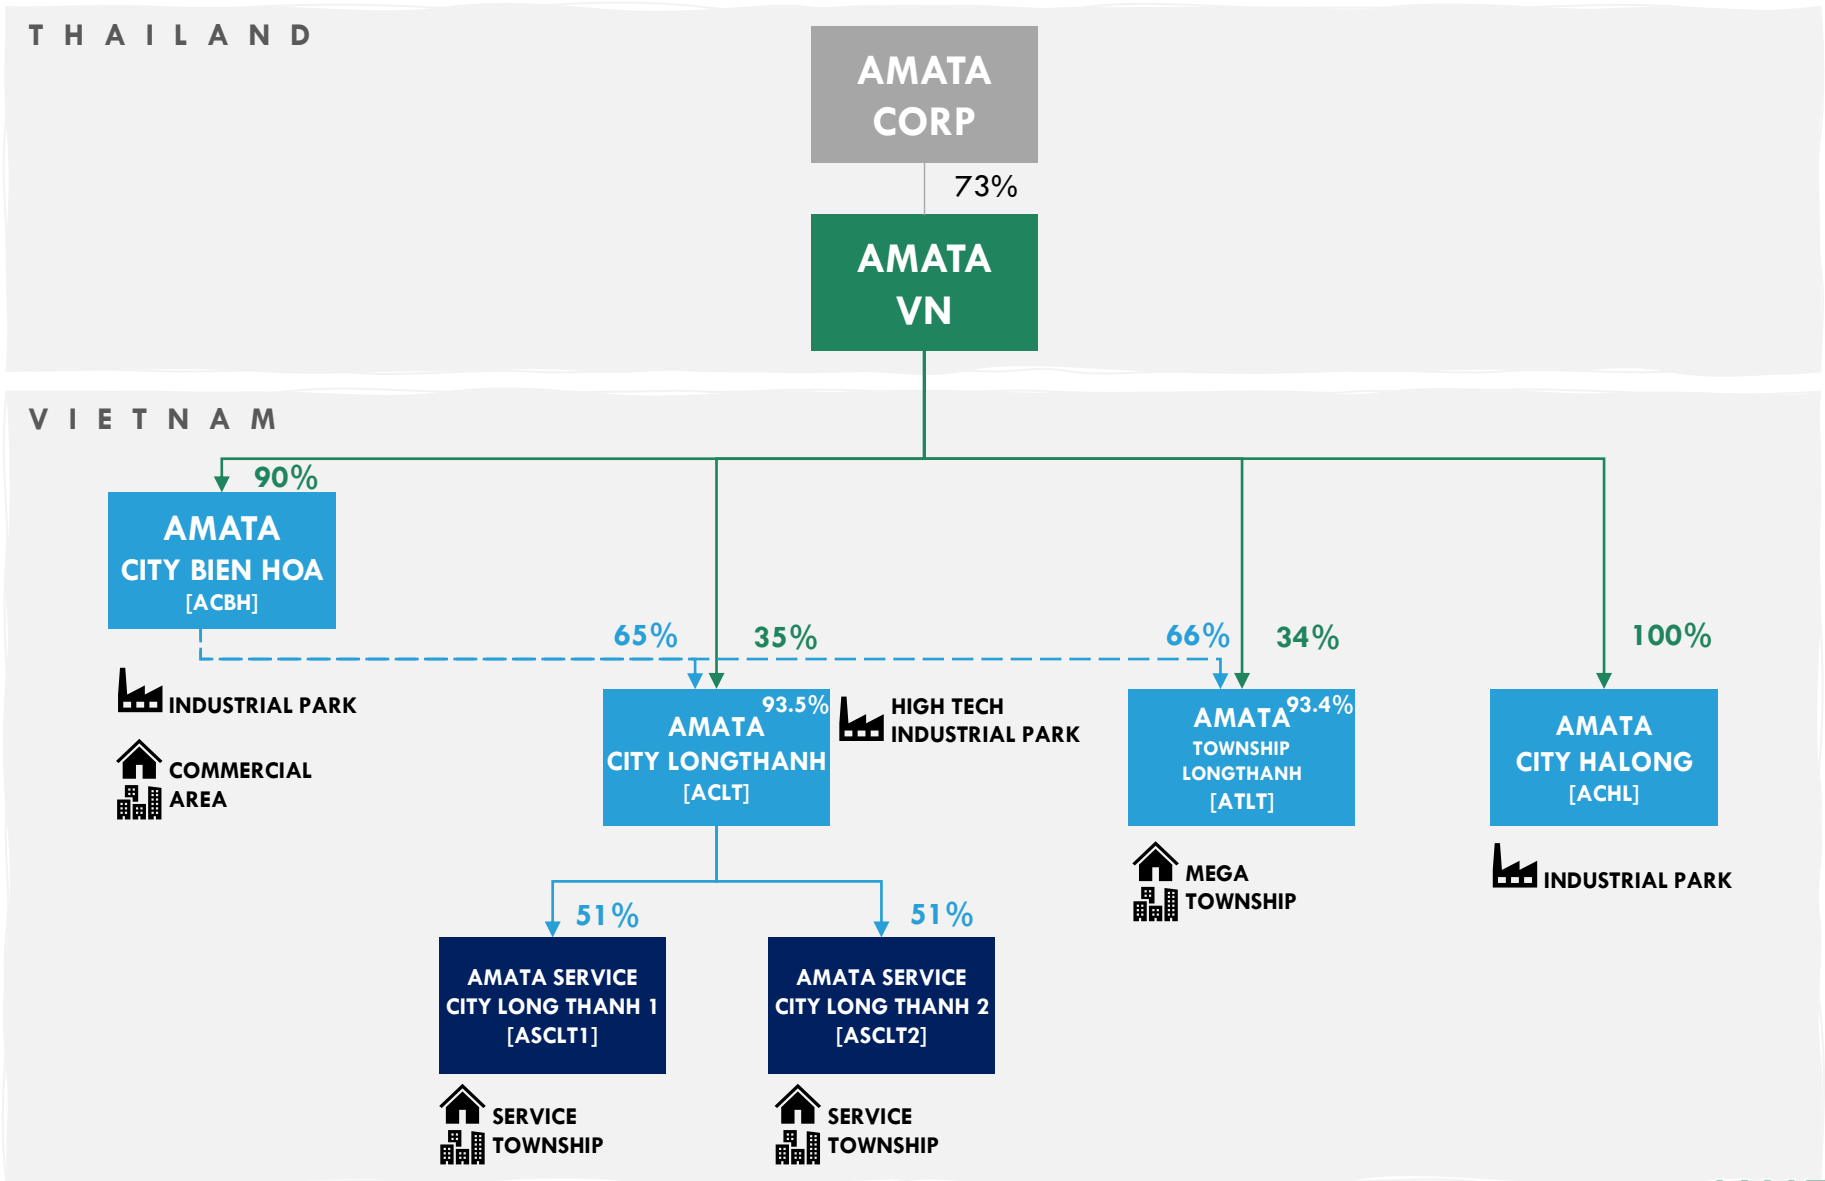 THAILAND
AMATA
CORP
73%
AMATA
VN
VIETNAM
90%
AMATA
CITY BIEN HOA
[ACBH]
65%
35%
66%
34%
100%
INDUSTRIAL PARK
COMMERCIAL
AREA
93.5%
AMATA
CITY LONGTHANH
[ACLT]
HIGH TECH
INDUSTRIAL PARK
93.4%
AMATA
TOWNSHIP
LONGTHANH
[ATLT]
AMATA
CITY HALONG
[ACHL]
MEGA
TOWNSHIP
INDUSTRIAL PARK
51%
51%
AMATA SERVICE
CITY LONG THANH 1
[ASCLT1]
AMATA SERVICE
CITY LONG THANH 2
[ASCLT2]
SERVICE
TOWNSHIP
SERVICE
TOWNSHIP